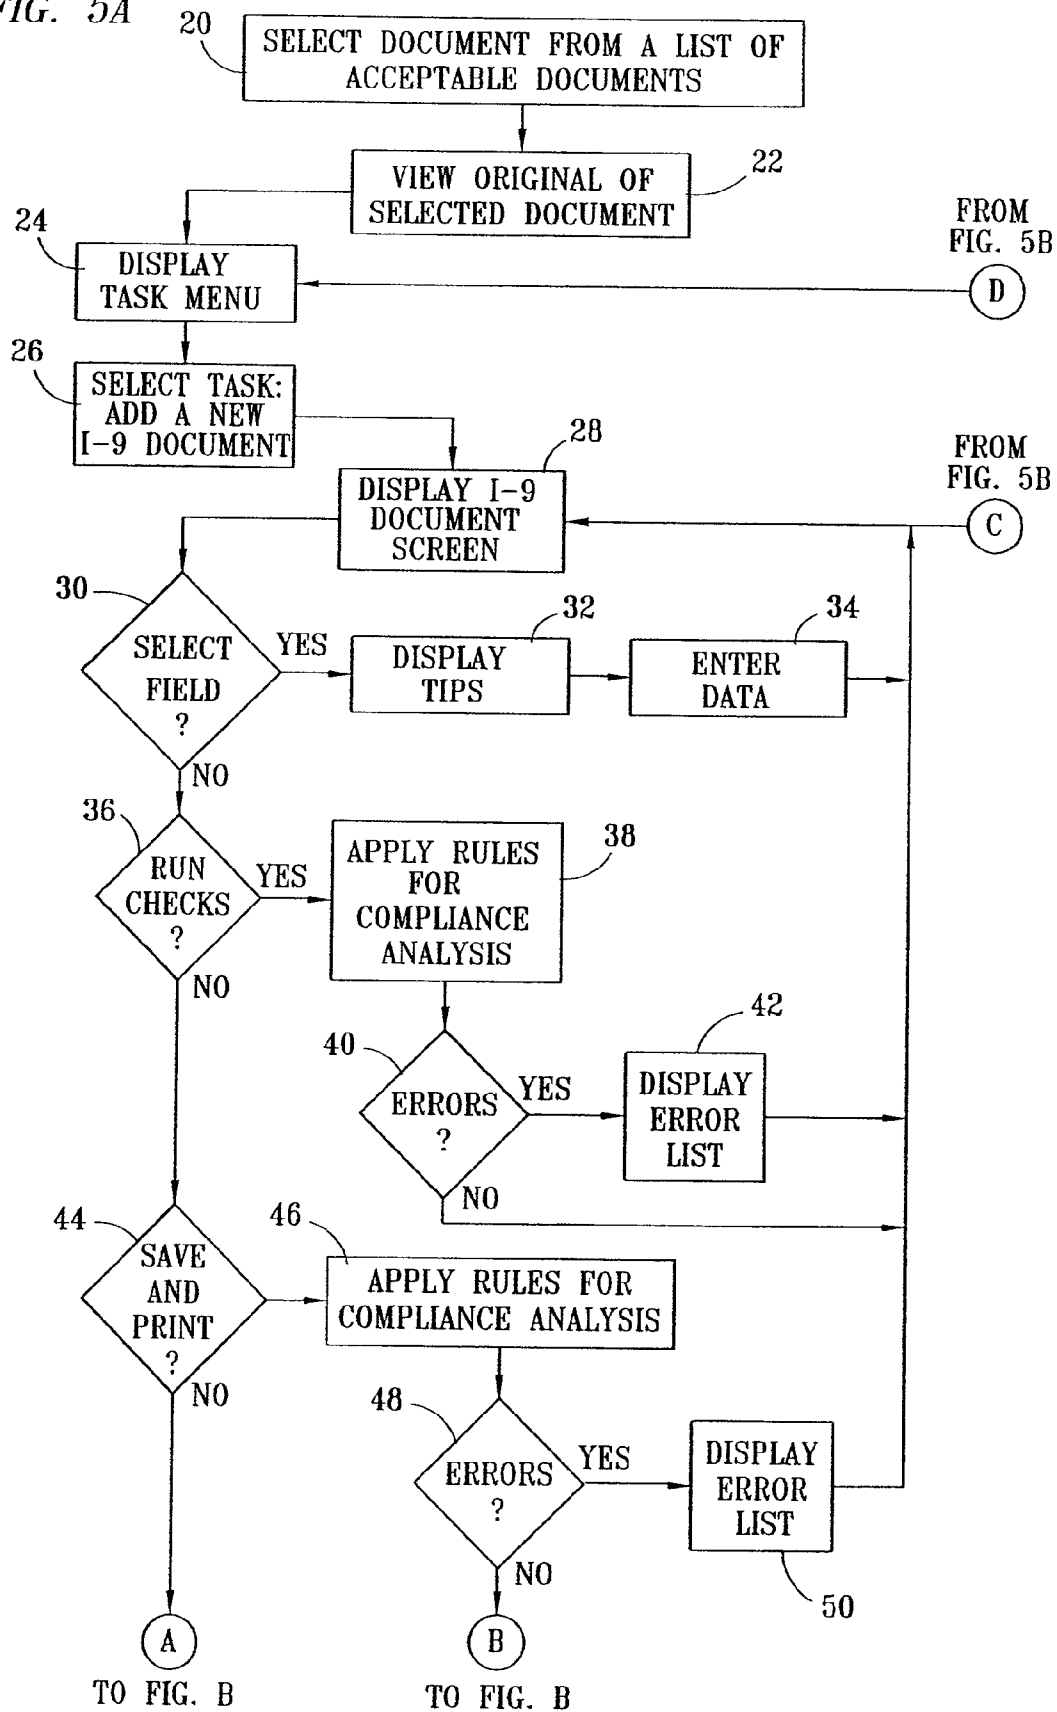 FIG. 5A
20
SELECT DOCUMENT FROM A LIST OF
ACCEPTABLE DOCUMENTS
22
VIEW ORIGINAL OF
SELECTED DOCUMENT
24
DISPLAY
TASK MENU
FROM
FIG. 5B
D
26
SELECT TASK:
ADD A NEW
I-9 DOCUMENT
28
DISPLAY I-9
DOCUMENT
SCREEN
FROM
FIG. 5B
C
30
SELECT
FIELD
?
YES
NO
32
DISPLAY
TIPS
34
ENTER
DATA
36
RUN
CHECKS
?
YES
NO
38
APPLY RULES
FOR
COMPLIANCE
ANALYSIS
40
ERRORS
?
YES
NO
42
DISPLAY
ERROR
LIST
44
SAVE
AND
PRINT
?
NO
46
APPLY RULES FOR
COMPLIANCE ANALYSIS
48
ERRORS
?
YES
NO
DISPLAY
ERROR
LIST
50
A
TO FIG. B
B
TO FIG. B